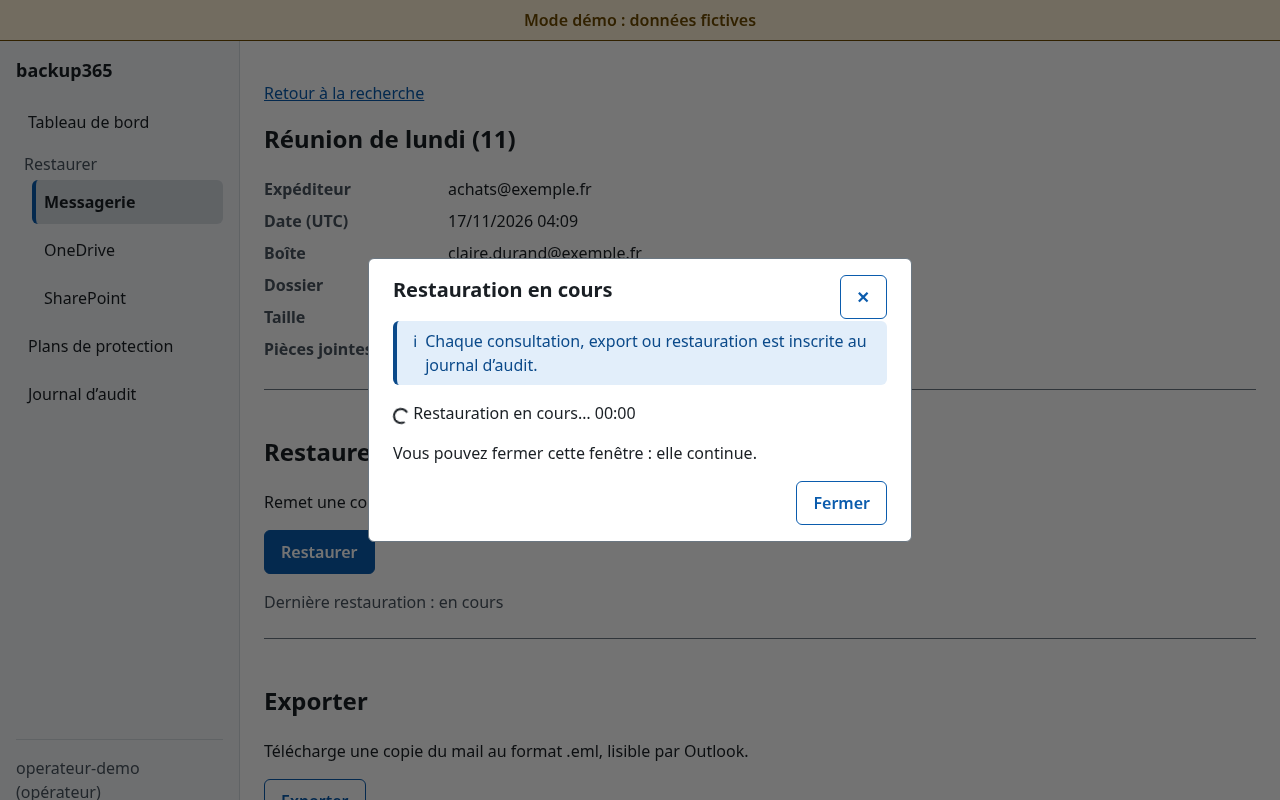 Mode démo : données fictives
backup365
Tableau de bord
Restaurer
Messagerie
OneDrive
SharePoint
Plans de protection
Journal d’audit
operateur-demo
(opérateur)
Retour à la recherche
Réunion de lundi (11)
Expéditeur achats@exemple.fr
Date (UTC) 17/11/2026 04:09
Boîte claire.durand@exemple.fr
Dossier
Taille
Pièces jointes
Restauration en cours
×
i Chaque consultation, export ou restauration est inscrite au
journal d’audit.
Restauration en cours… 00:00
Vous pouvez fermer cette fenêtre : elle continue.
Fermer
Remet une co
Restaurer
Dernière restauration : en cours
Exporter
Télécharge une copie du mail au format .eml, lisible par Outlook.
Exporter